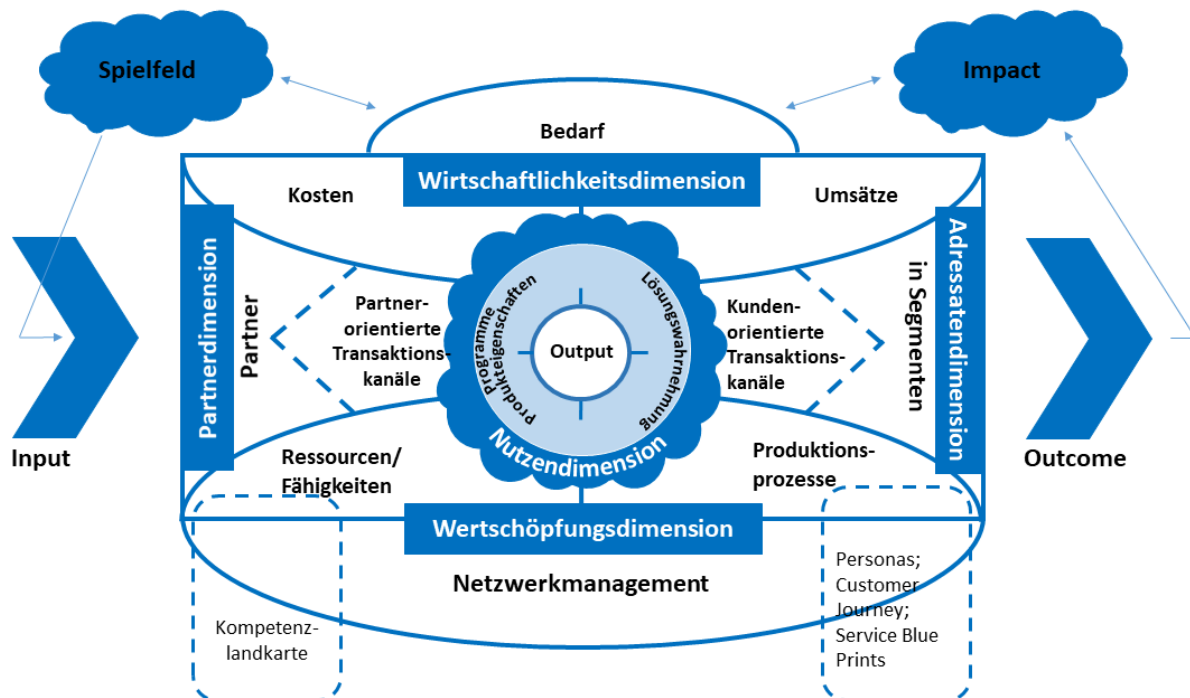 Spielfeld
Impact
Bedarf
Wirtschaftlichkeitsdimension
Kosten
Umsätze
Partnerdimension
Partner
Partner-
orientierte
Transaktions-
kanäle
Programme
Produkteigenschaften
Output
Lösungswahrnehmung
Nutzendimension
Kunden-
orientierte
Transaktions-
kanäle
in Segmenten
Adressatendimension
Input
Outcome
Ressourcen/
Fähigkeiten
Produktions-
prozesse
Wertschöpfungsdimension
Netzwerkmanagement
Kompetenz-
landkarte
Personas;
Customer
Journey;
Service Blue
Prints